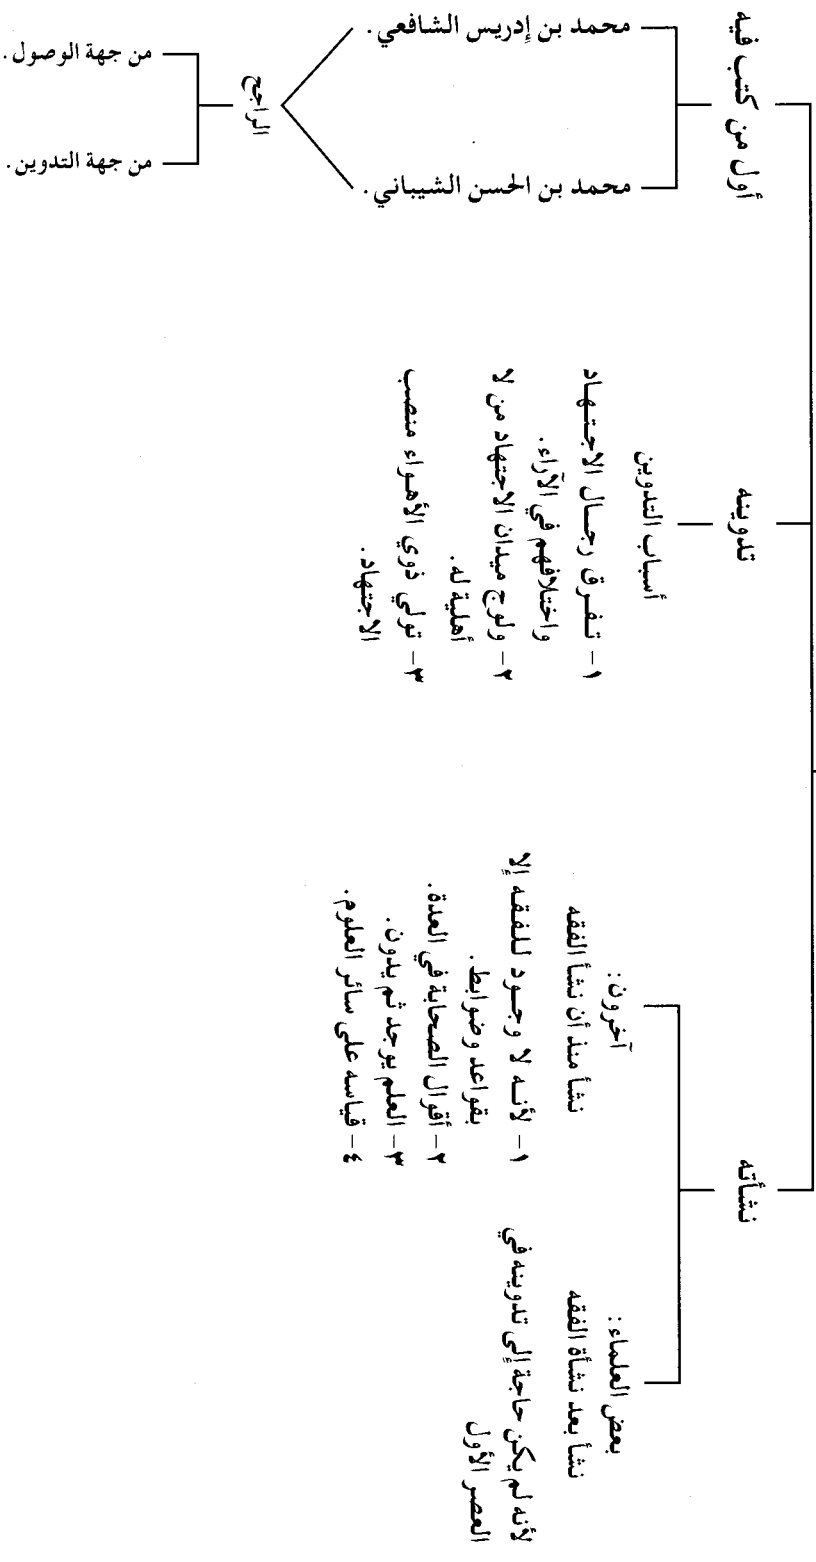 نشأته
بعض العلماء:
نشأ بعد نشأة الفقه
لأنه لم يكن حاجة إلى تدوينه في
العصر الأول
آخرون:
نشأ منذ أن نشأ الفقه
١- لأنه لا وجود للفقه إلا
بقواعد وضوابط.
٢- أقوال الصحابة في العدة.
٣- العلم يوجد ثم يدون.
٤- قياسه على سائر العلوم.
تدوينه
أسباب التدوين
١- تفرق رجال الاجتهاد
واختلافهم في الآراء.
٢- ولوج ميدان الاجتهاد من لا
أهلية له.
٣- تولي ذوي الأهواء منصب
الاجتهاد.
أول من كتب فيه
محمد بن إدريس الشافعي.
محمد بن الحسن الشيباني.
الراجح
من جهة الوصول.
من جهة التدوين.